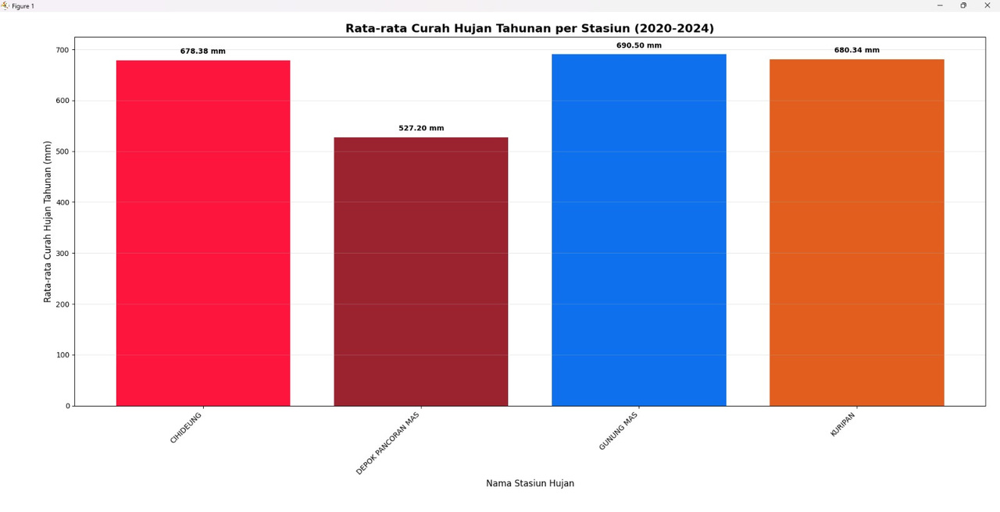 Figure 1
Rata-rata Curah Hujan Tahunan per Stasiun (2020-2024)
Rata-rata Curah Hujan Tahunan (mm)
700
600
500
400
300
200
100
0
678.38 mm
527.20 mm
690.50 mm
680.34 mm
CIHIDEUNG
DEPOK PANCORAN MAS
GUNUNG MAS
KURIPAN
Nama Stasiun Hujan